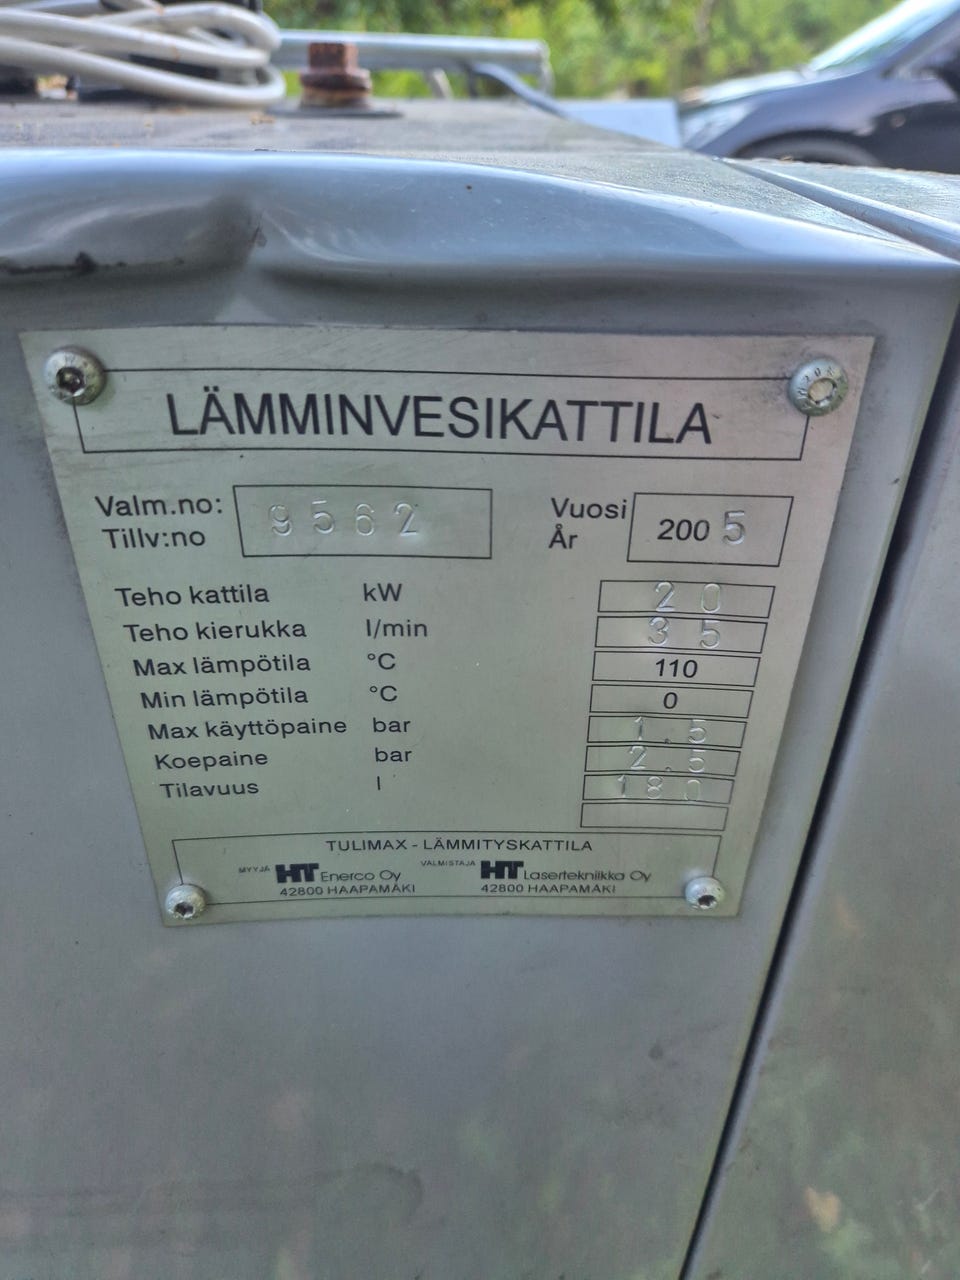 LÄMMINVESIKATTILA
Valm.no: 9562 Vuosi 2005
Tillv:no År
Teho kattila kW 20
Teho kierukka l/min 35
Max lämpötila °C 110
Min lämpötila °C 0
Max käyttöpaine bar 1.5
Koepaine bar 2.5
Tilavuus l 180
TULIMAX - LÄMMITYSKATTILA
MYYJÄ HT Enerco Oy VALMISTAJA HT Lasertekniikka Oy
42800 HAAPAMÄKI 42800 HAAPAMÄKI